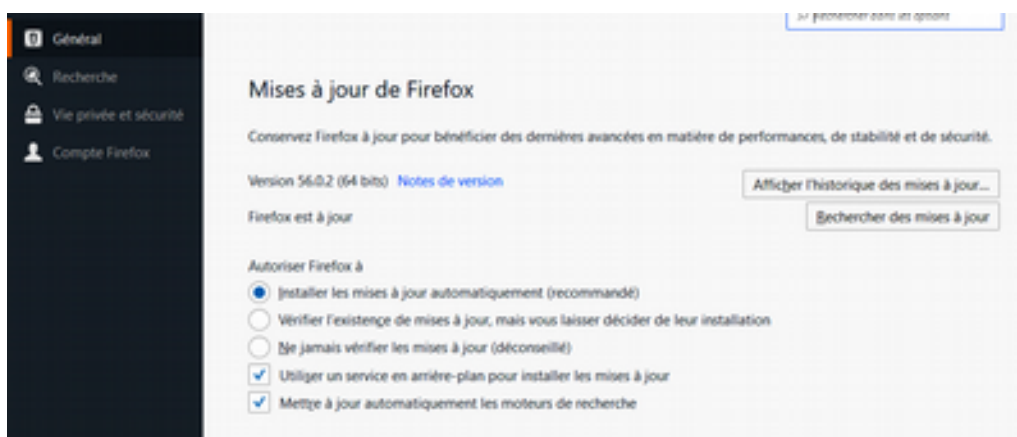 Rechercher dans les options
Général
Recherche
Vie privée et sécurité
Compte Firefox
Mises à jour de Firefox
Conservez Firefox à jour pour bénéficier des dernières avancées en matière de performances, de stabilité et de sécurité.
Version 56.0.2 (64 bits) Notes de version
Afficher l'historique des mises à jour...
Firefox est à jour
Rechercher des mises à jour
Autoriser Firefox à
Installer les mises à jour automatiquement (recommandé)
Vérifier l'existence de mises à jour, mais vous laisser décider de leur installation
Ne jamais vérifier les mises à jour (déconseillé)
Utiliser un service en arrière-plan pour installer les mises à jour
Mettre à jour automatiquement les moteurs de recherche